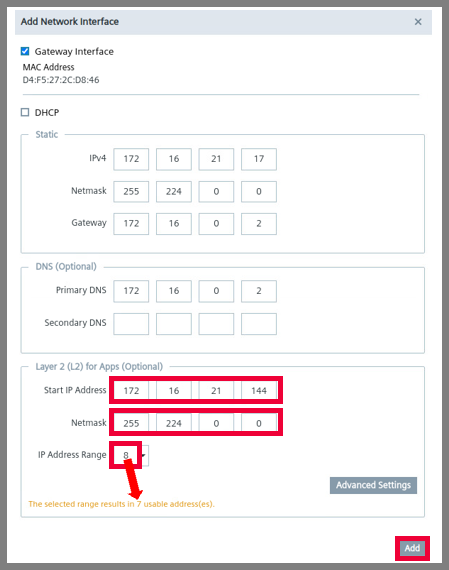 Add Network Interface ×
Gateway Interface
MAC Address
D4:F5:27:2C:D8:46
DHCP
Static
IPv4 172 16 21 17
Netmask 255 224 0 0
Gateway 172 16 0 2
DNS (Optional)
Primary DNS 172 16 0 2
Secondary DNS
Layer 2 (L2) for Apps (Optional)
Start IP Address 172 16 21 144
Netmask 255 224 0 0
IP Address Range 8
Advanced Settings
The selected range results in 7 usable address(es).
Add